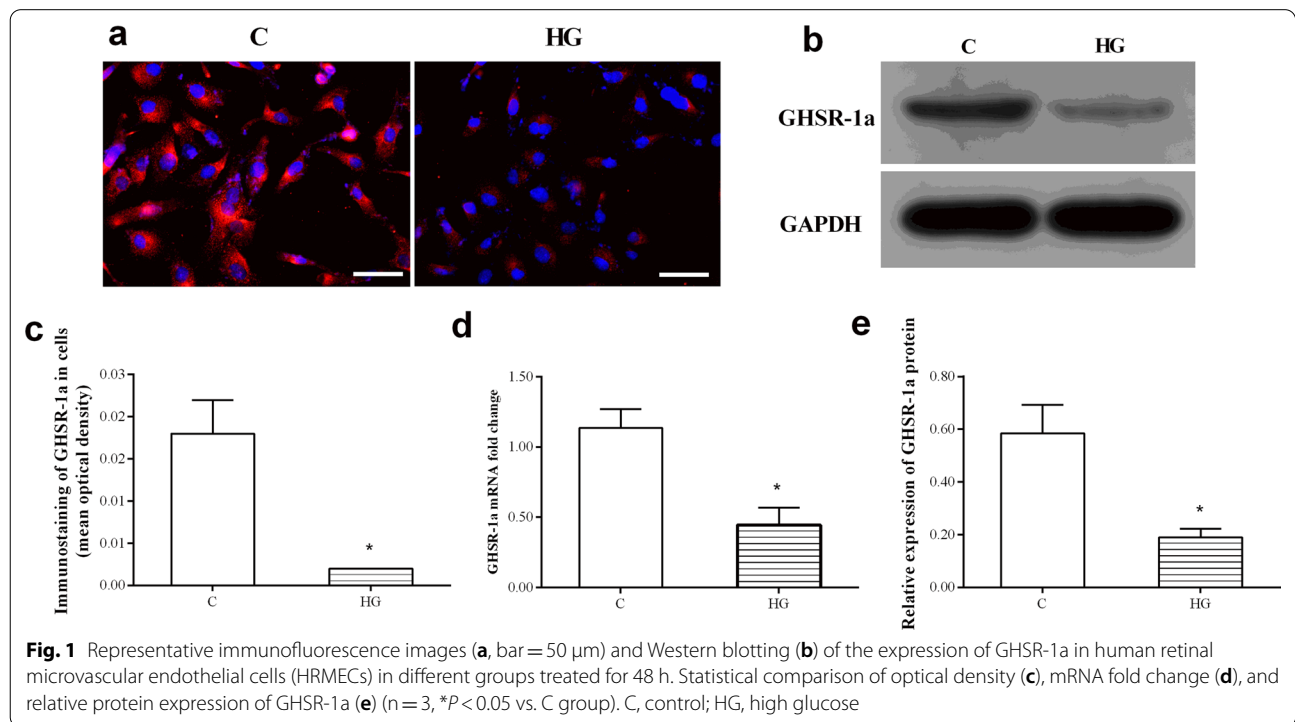 a
C
HG
b
C
HG
GHSR-1a
GAPDH
c
Immunostaining of GHSR-1a in cells
(mean optical density)
0.03
0.02
0.02
0.01
0.01
0.00
*
C
HG
d
GHSR-1a mRNA fold change
1.50
1.00
0.50
0.00
*
C
HG
e
Relative expression of GHSR-1a protein
0.80
0.60
0.40
0.20
0.00
*
C
HG
Fig. 1 Representative immunofluorescence images (a, bar = 50 μm) and Western blotting (b) of the expression of GHSR-1a in human retinal
microvascular endothelial cells (HRMECs) in different groups treated for 48 h. Statistical comparison of optical density (c), mRNA fold change (d), and
relative protein expression of GHSR-1a (e) (n = 3, *P < 0.05 vs. C group). C, control; HG, high glucose